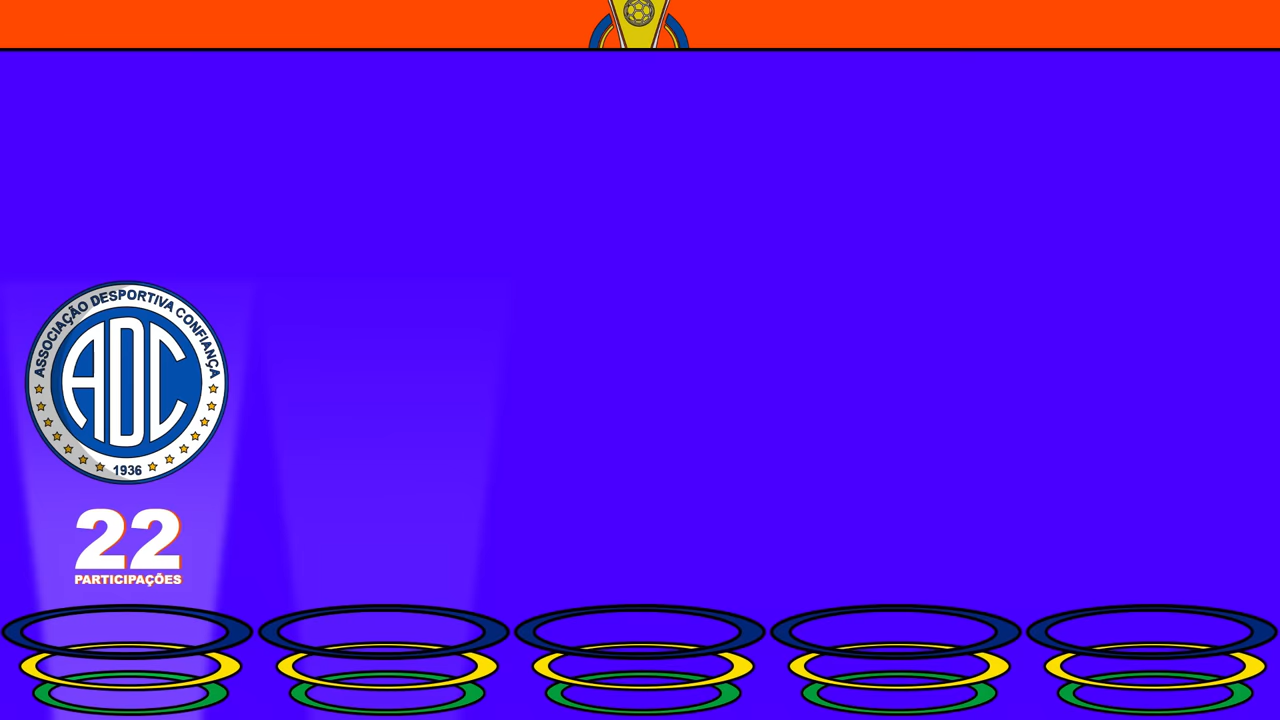 ASSOCIAÇÃO DESPORTIVA CONFIANÇA
ADC
1936
22
PARTICIPAÇÕES